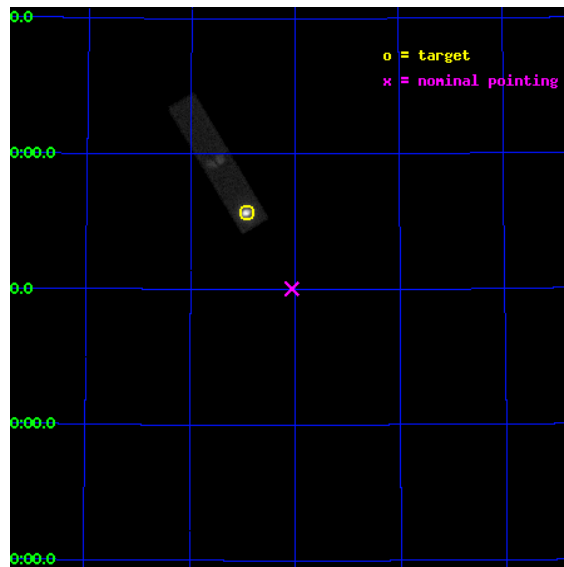 0.0
o = target
x = nominal pointing
0:00.0
0.0
0:00.0
0:00.0